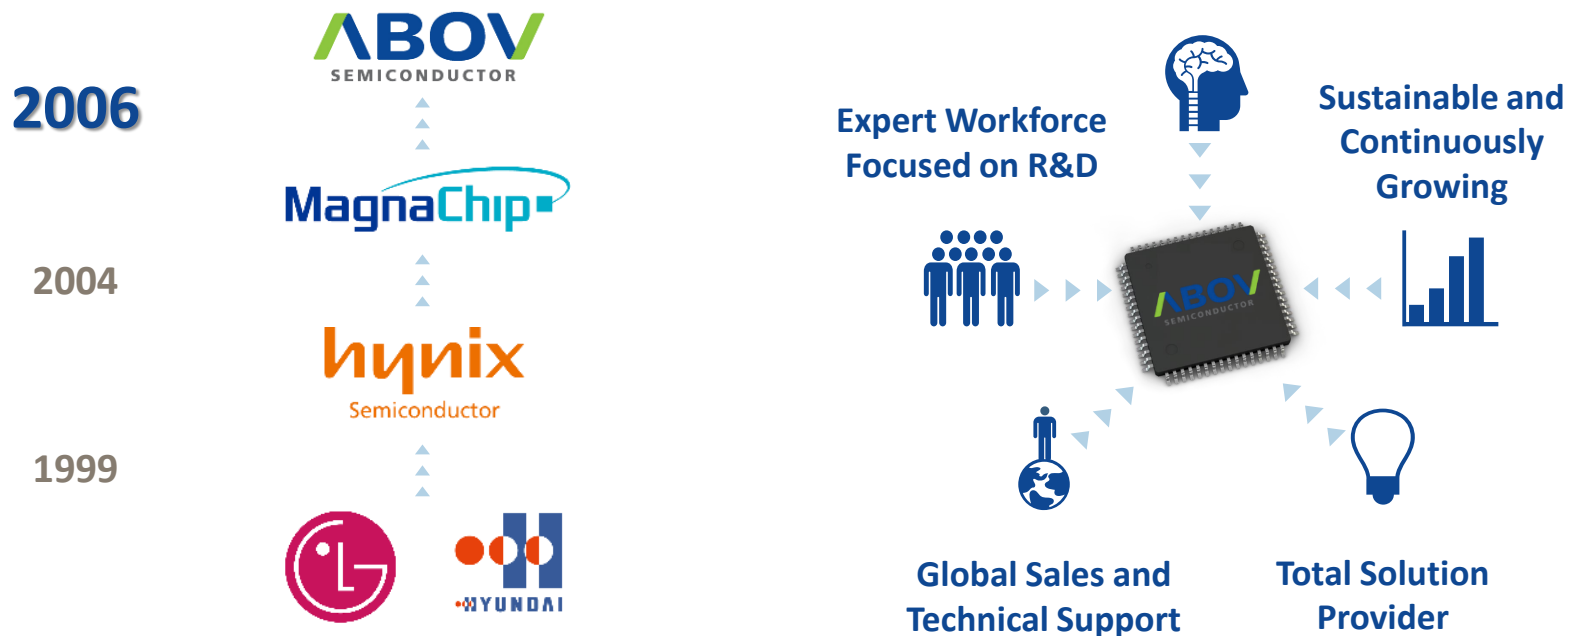 ABOV
SEMICONDUCTOR
2006
MagnaChip
2004
hynix
Semiconductor
1999
LG
HYUNDAI
Expert Workforce
Focused on R&D
Sustainable and
Continuously
Growing
ABOV
SEMICONDUCTOR
Global Sales and
Technical Support
Total Solution
Provider